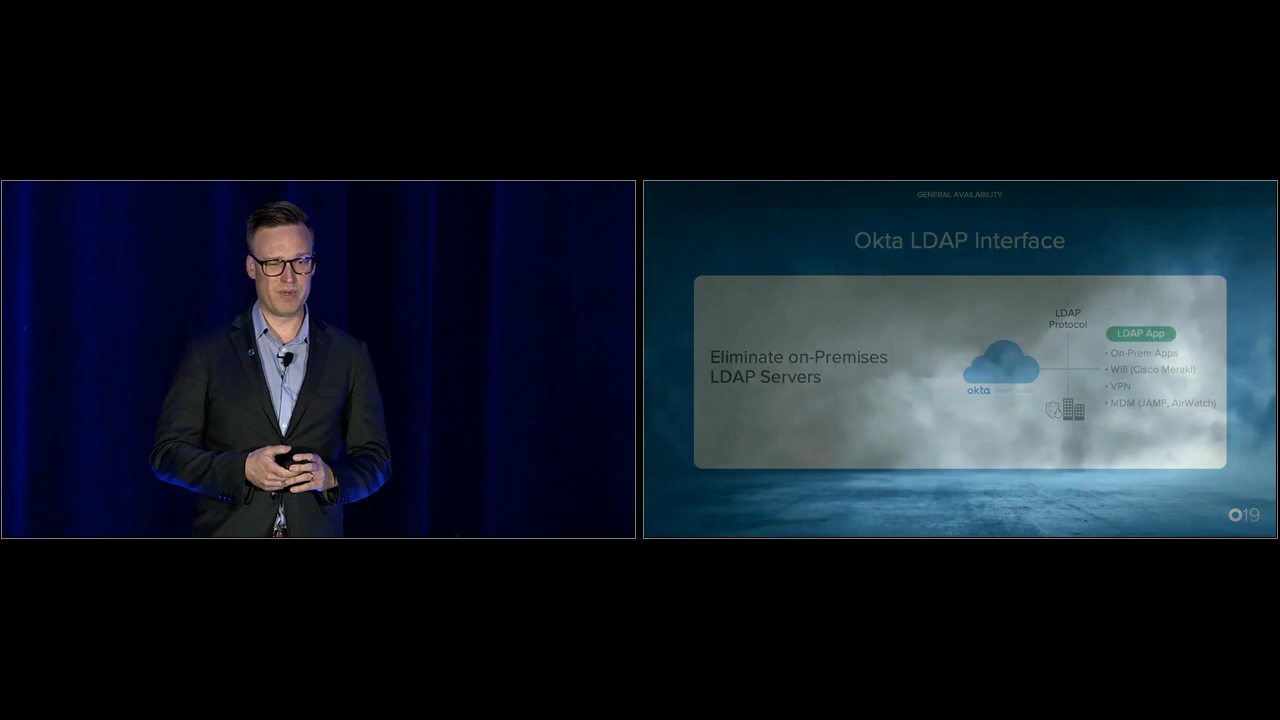 GENERAL AVAILABILITY
Okta LDAP Interface
Eliminate on-Premises
LDAP Servers
LDAP
Protocol
okta
LDAP App
• On-Prem Apps
• Wifi (Cisco Meraki)
• VPN
• MDM (JAMF, AirWatch)
O19